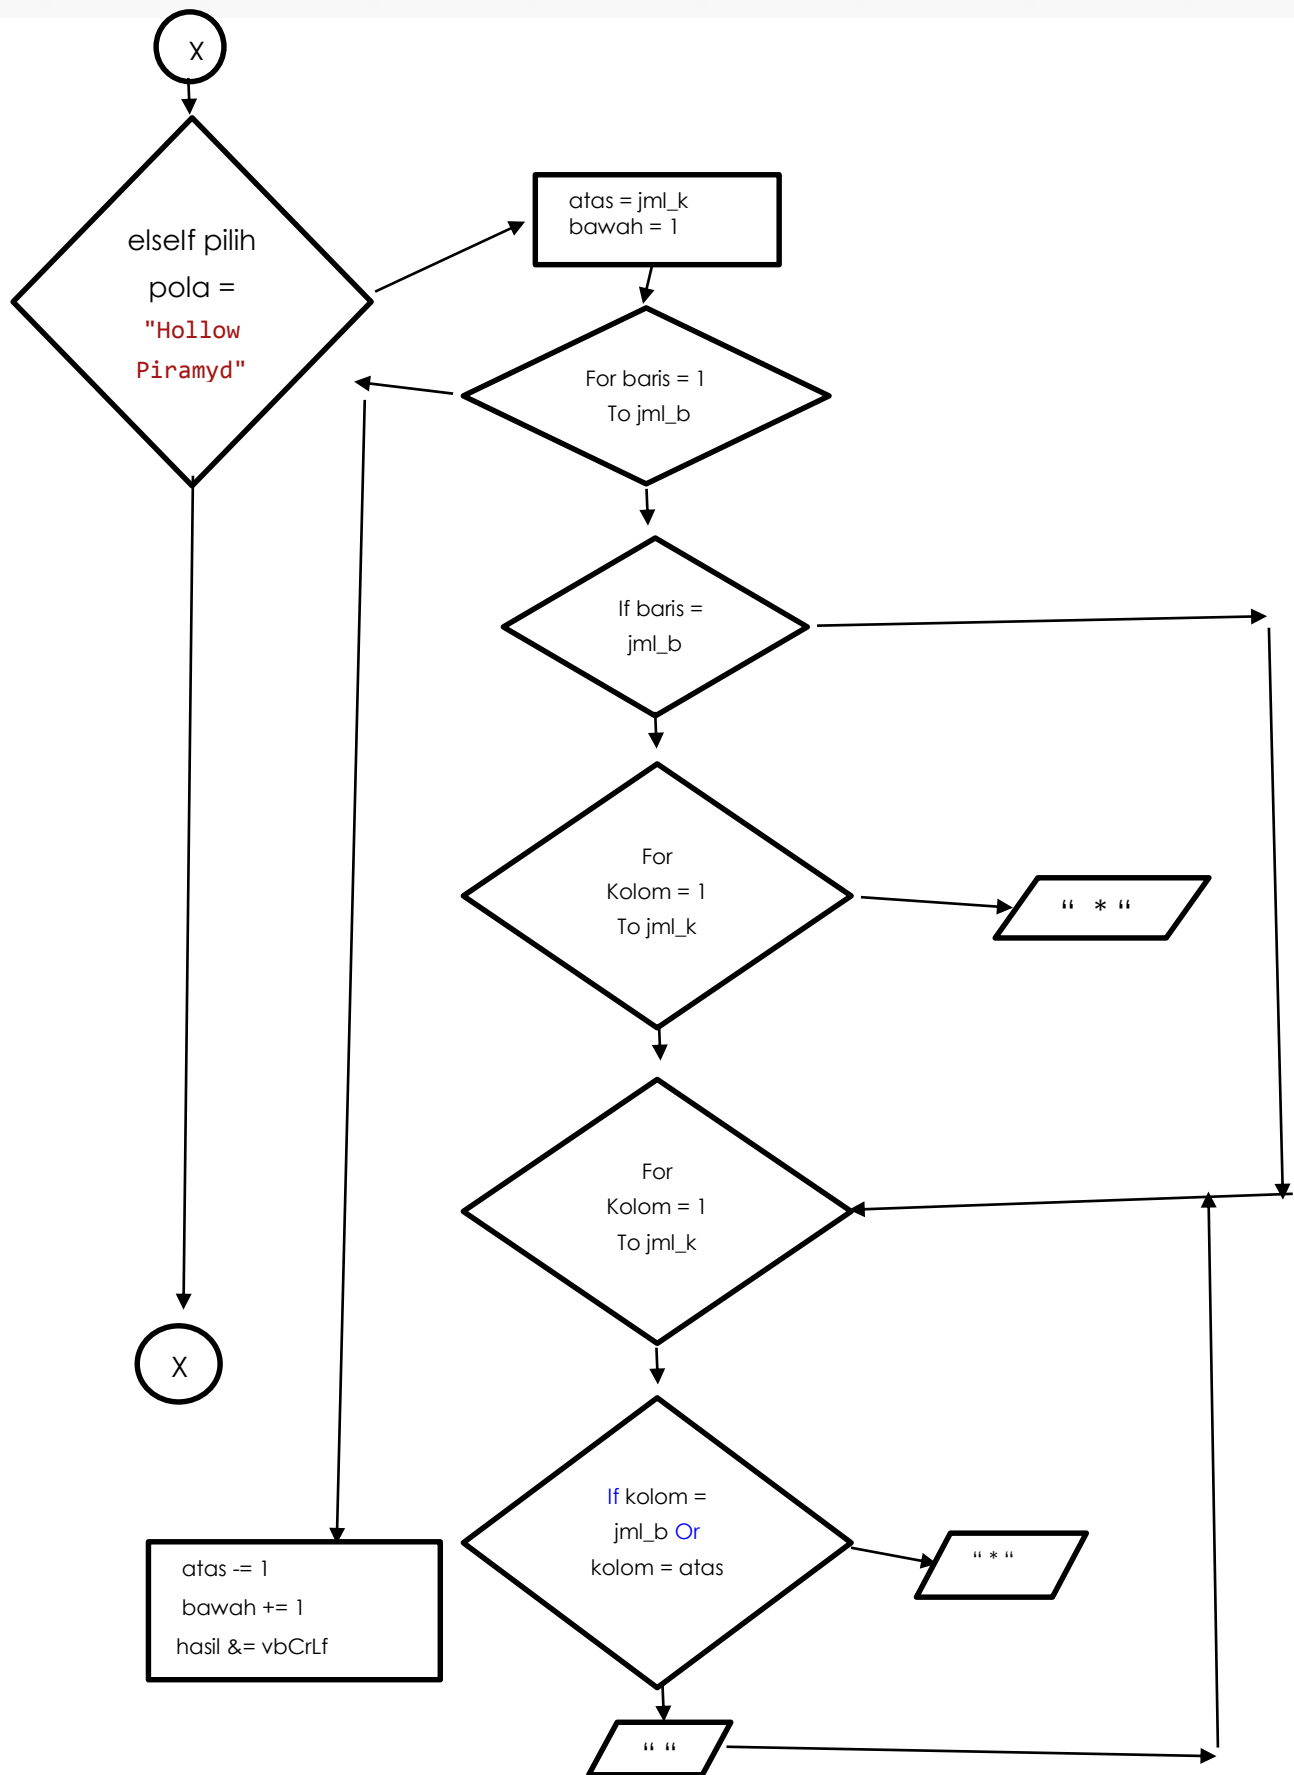 X
elseIf pilih
pola =
"Hollow
Piramyd"
atas = jml_k
bawah = 1
For baris = 1
To jml_b
If baris =
jml_b
For
Kolom = 1
To jml_k
“ * “
For
Kolom = 1
To jml_k
X
If kolom =
jml_b Or
kolom = atas
“ * “
atas -= 1
bawah += 1
hasil &= vbCrLf
“ “